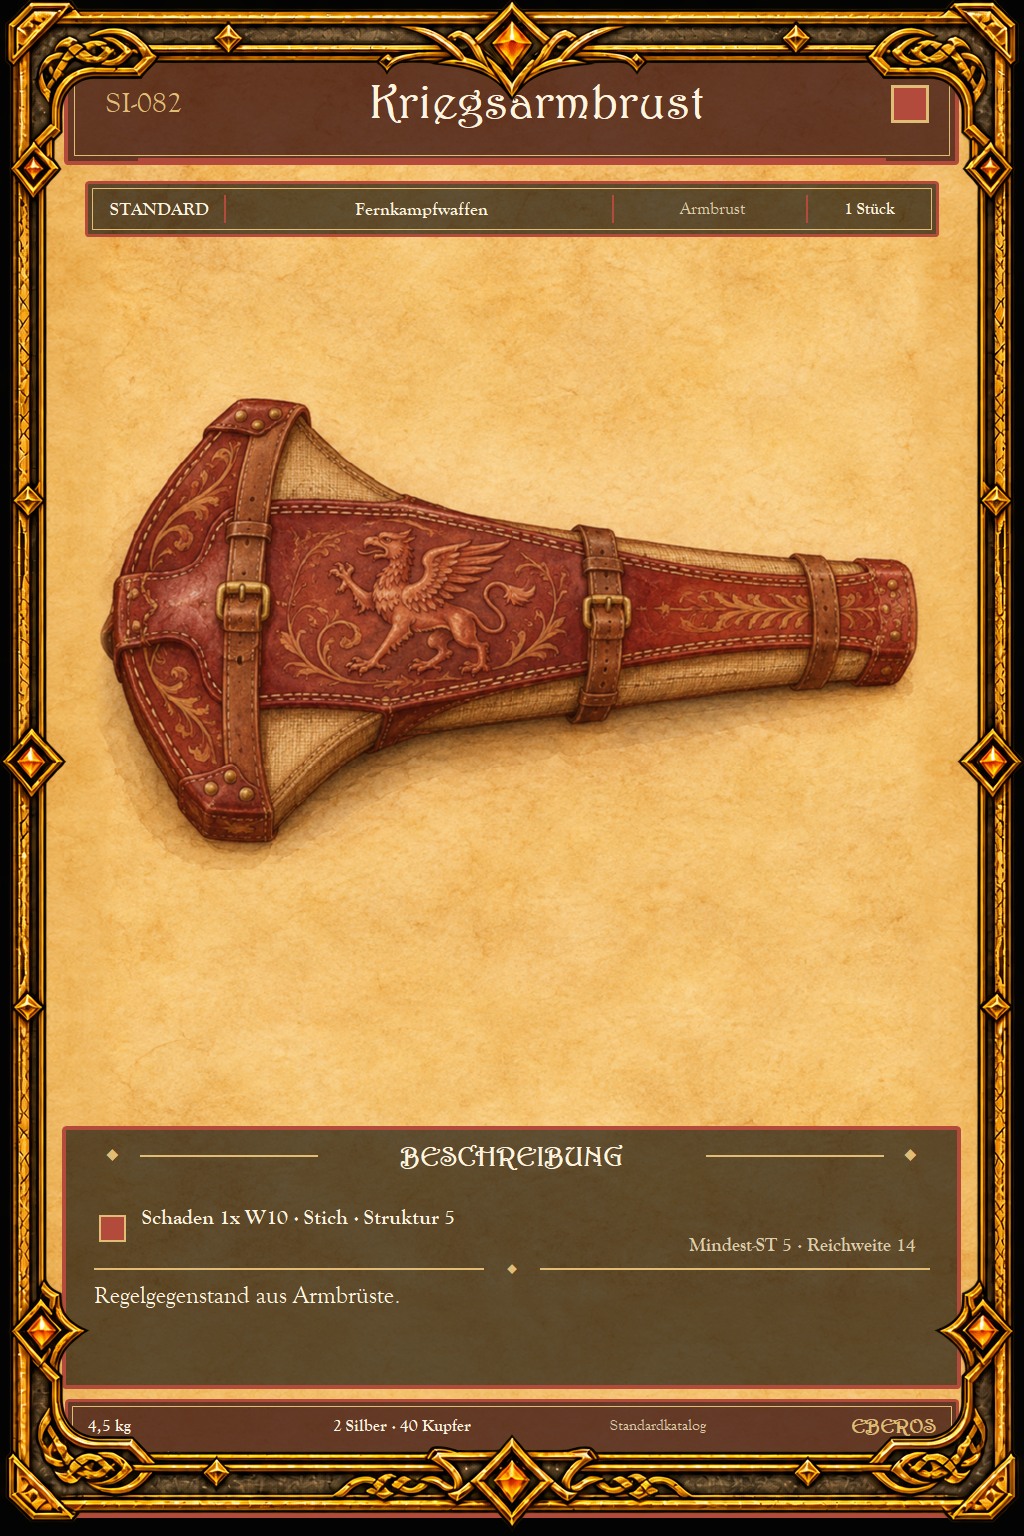 SI-082
Kriegsarmbrust
STANDARD
Fernkampfwaffen
Armbrust
1 Stück
BESCHREIBUNG
Schaden 1x W10 · Stich · Struktur 5
Mindest-ST 5 · Reichweite 14
Regelgegenstand aus Armbrüste.
4,5 kg
2 Silber · 40 Kupfer
Standardkatalog
EBEROS